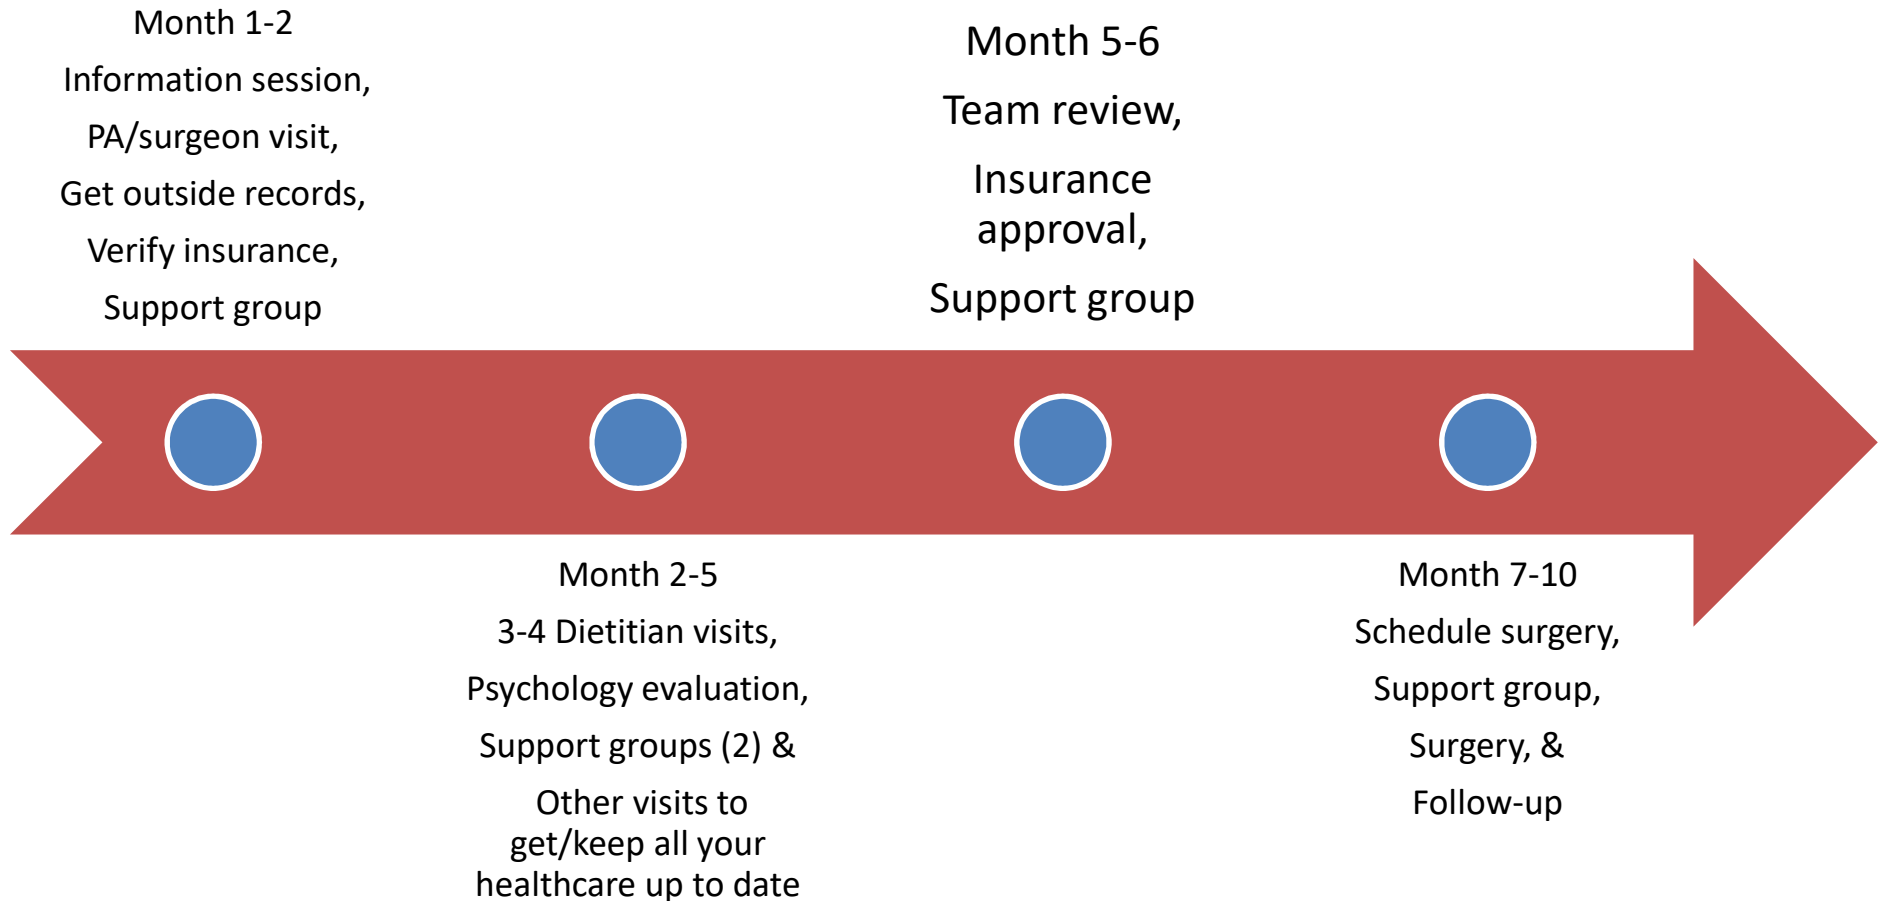 Month 1-2
Information session,
PA/surgeon visit,
Get outside records,
Verify insurance,
Support group
Month 2-5
3-4 Dietitian visits,
Psychology evaluation,
Support groups (2) &
Other visits to
get/keep all your
healthcare up to date
Month 5-6
Team review,
Insurance
approval,
Support group
Month 7-10
Schedule surgery,
Support group,
Surgery, &
Follow-up